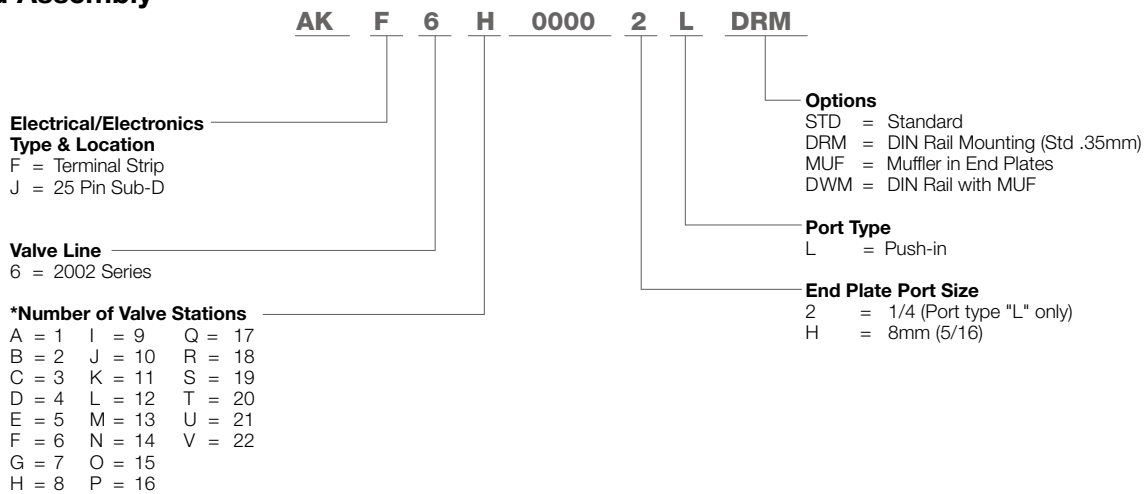 AK F 6 H 0000 2 L DRM
Electrical/Electronics
Type & Location
F = Terminal Strip
J = 25 Pin Sub-D
Valve Line
6 = 2002 Series
*Number of Valve Stations
A = 1 I = 9 Q = 17
B = 2 J = 10 R = 18
C = 3 K = 11 S = 19
D = 4 L = 12 T = 20
E = 5 M = 13 U = 21
F = 6 N = 14 V = 22
G = 7 O = 15
H = 8 P = 16
Options
STD = Standard
DRM = DIN Rail Mounting (Std .35mm)
MUF = Muffler in End Plates
DWM = DIN Rail with MUF
Port Type
L = Push-in
End Plate Port Size
2 = 1/4 (Port type "L" only)
H = 8mm (5/16)